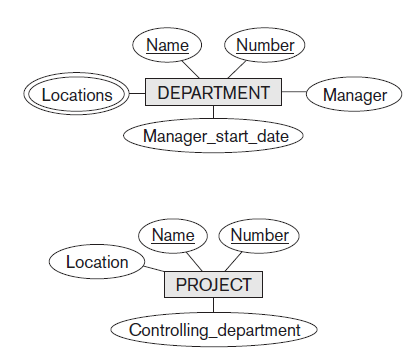 Name
Number
Locations
DEPARTMENT
Manager
Manager_start_date
Name
Number
Location
PROJECT
Controlling_department